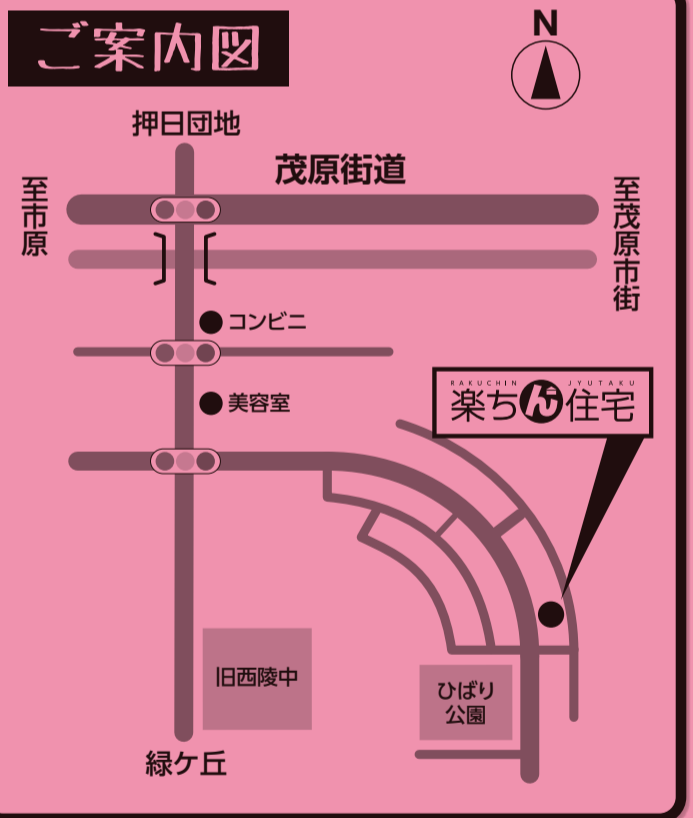 ご案内図
N
押日団地
茂原街道
至市原
至茂原市街
コンビニ
美容室
RAKUCHIN JYUTAKU
楽ちん住宅
旧西陵中
ひばり
公園
緑ケ丘